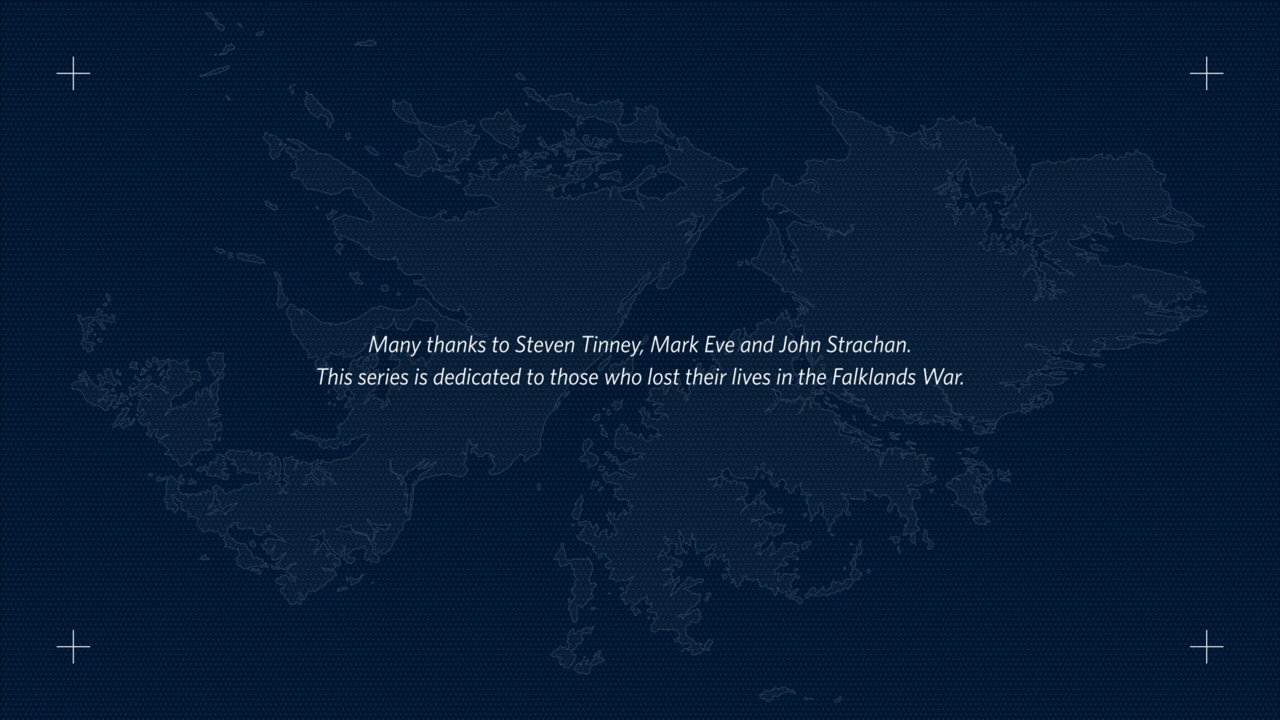 Many thanks to Steven Tinney, Mark Eve and John Strachan.
This series is dedicated to those who lost their lives in the Falklands War.